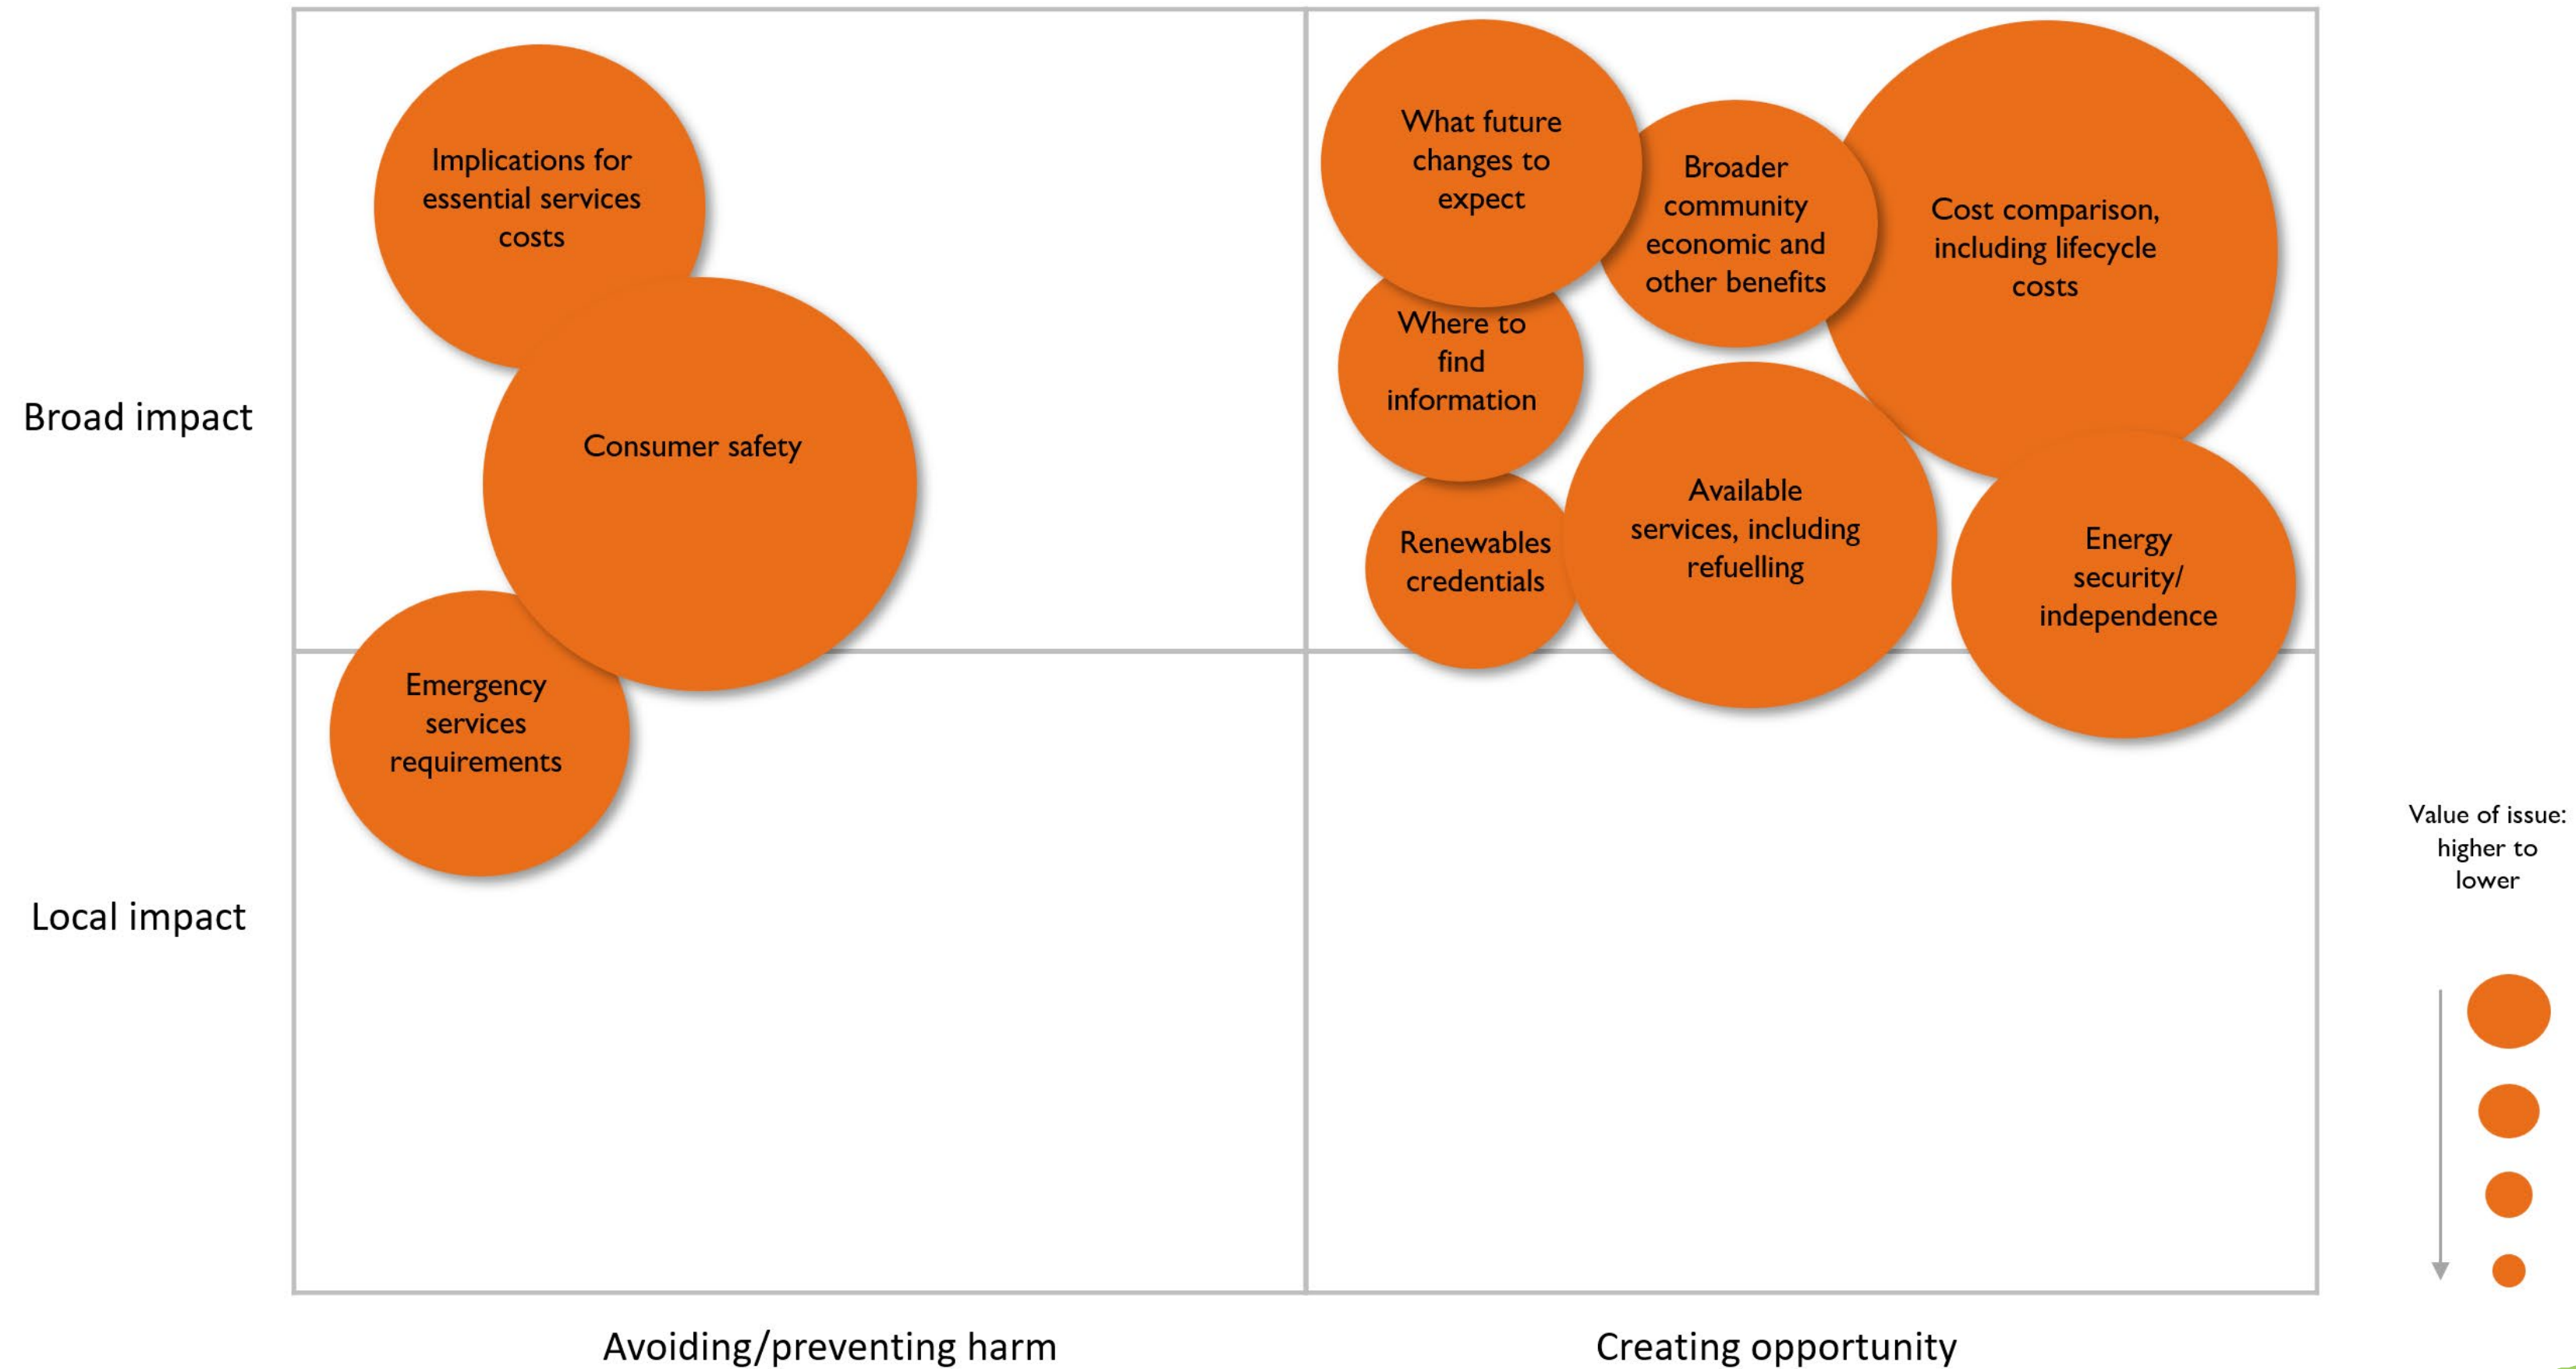 Implications for
essential services
costs
Consumer safety
Emergency
services
requirements
What future
changes to
expect
Broader
community
economic and
other benefits
Cost comparison,
including lifecycle
costs
Where to
find
information
Renewables
credentials
Available
services, including
refuelling
Energy
security/
independence
Broad impact
Local impact
Avoiding/preventing harm
Creating opportunity
Value of issue:
higher to
lower